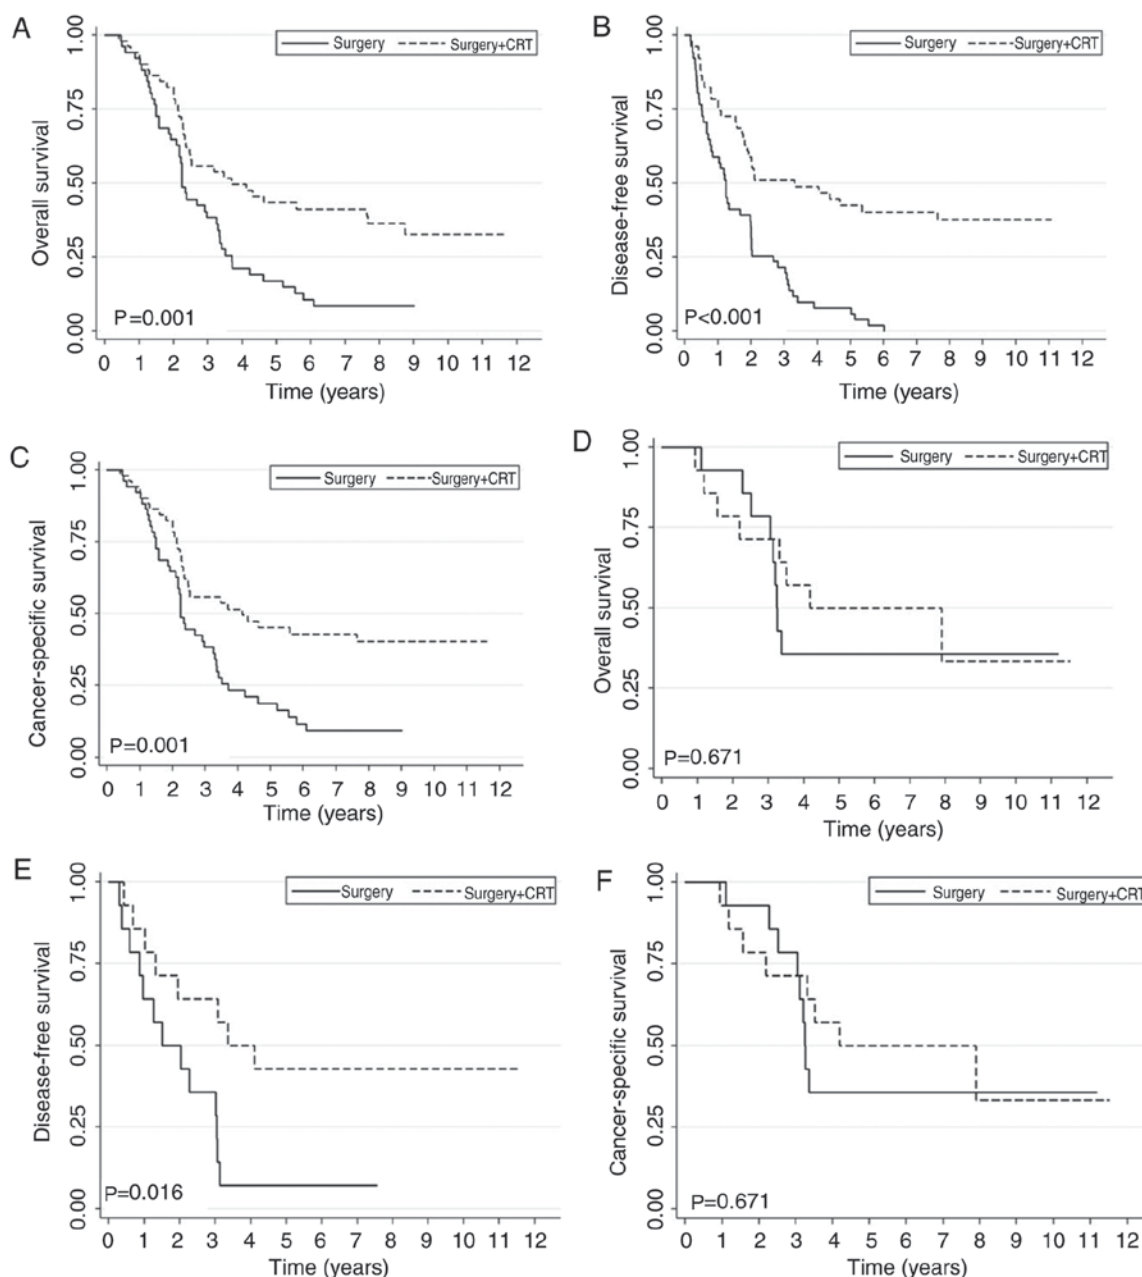 A
Surgery Surgery+CRT
Overall survival
1.00
0.75
0.50
0.25
0.00
P=0.001
0 1 2 3 4 5 6 7 8 9 10 11 12
Time (years)
B
Surgery Surgery+CRT
Disease-free survival
1.00
0.75
0.50
0.25
0.00
P<0.001
0 1 2 3 4 5 6 7 8 9 10 11 12
Time (years)
C
Surgery Surgery+CRT
Cancer-specific survival
1.00
0.75
0.50
0.25
0.00
P=0.001
0 1 2 3 4 5 6 7 8 9 10 11 12
Time (years)
D
Surgery Surgery+CRT
Overall survival
1.00
0.75
0.50
0.25
0.00
P=0.671
0 1 2 3 4 5 6 7 8 9 10 11 12
Time (years)
E
Surgery Surgery+CRT
Disease-free survival
1.00
0.75
0.50
0.25
0.00
P=0.016
0 1 2 3 4 5 6 7 8 9 10 11 12
Time (years)
F
Surgery Surgery+CRT
Cancer-specific survival
1.00
0.75
0.50
0.25
0.00
P=0.671
0 1 2 3 4 5 6 7 8 9 10 11 12
Time (years)